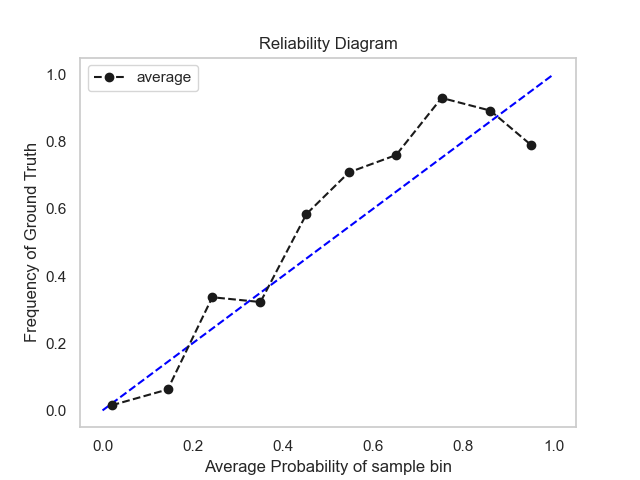 Reliability Diagram
average
1.0
0.8
0.6
0.4
0.2
0.0
Frequency of Ground Truth
0.0 0.2 0.4 0.6 0.8 1.0
Average Probability of sample bin